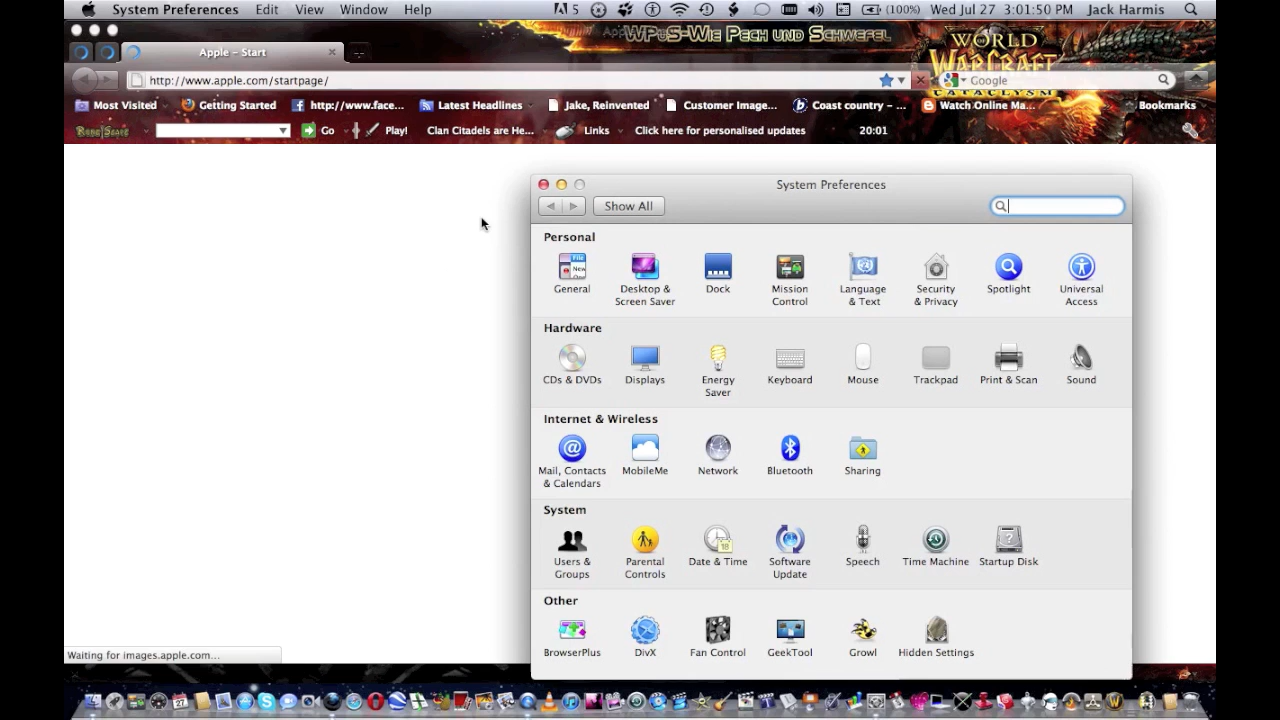 System Preferences Edit View Window Help 5 (100%) Wed Jul 27 3:01:50 PM Jack Harmis
WPuS-Wie Pech und Schwefel
World
WarCraft
Cataclysm
Apple - Start
http://www.apple.com/startpage/
Google
Most Visited Getting Started http://www.face... Latest Headlines Jake, Reinvented Customer Image... Coast country - ... Watch Online Ma... Bookmarks
RuneScape Go Play! Clan Citadels are He... Links Click here for personalised updates 20:01
System Preferences
Show All
Personal
General Desktop & Screen Saver Dock Mission Control Language & Text Security & Privacy Spotlight Universal Access
Hardware
CDs & DVDs Displays Energy Saver Keyboard Mouse Trackpad Print & Scan Sound
Internet & Wireless
Mail, Contacts & Calendars MobileMe Network Bluetooth Sharing
System
Users & Groups Parental Controls Date & Time Software Update Speech Time Machine Startup Disk
Other
BrowserPlus DivX Fan Control GeekTool Growl Hidden Settings
Waiting for images.apple.com...